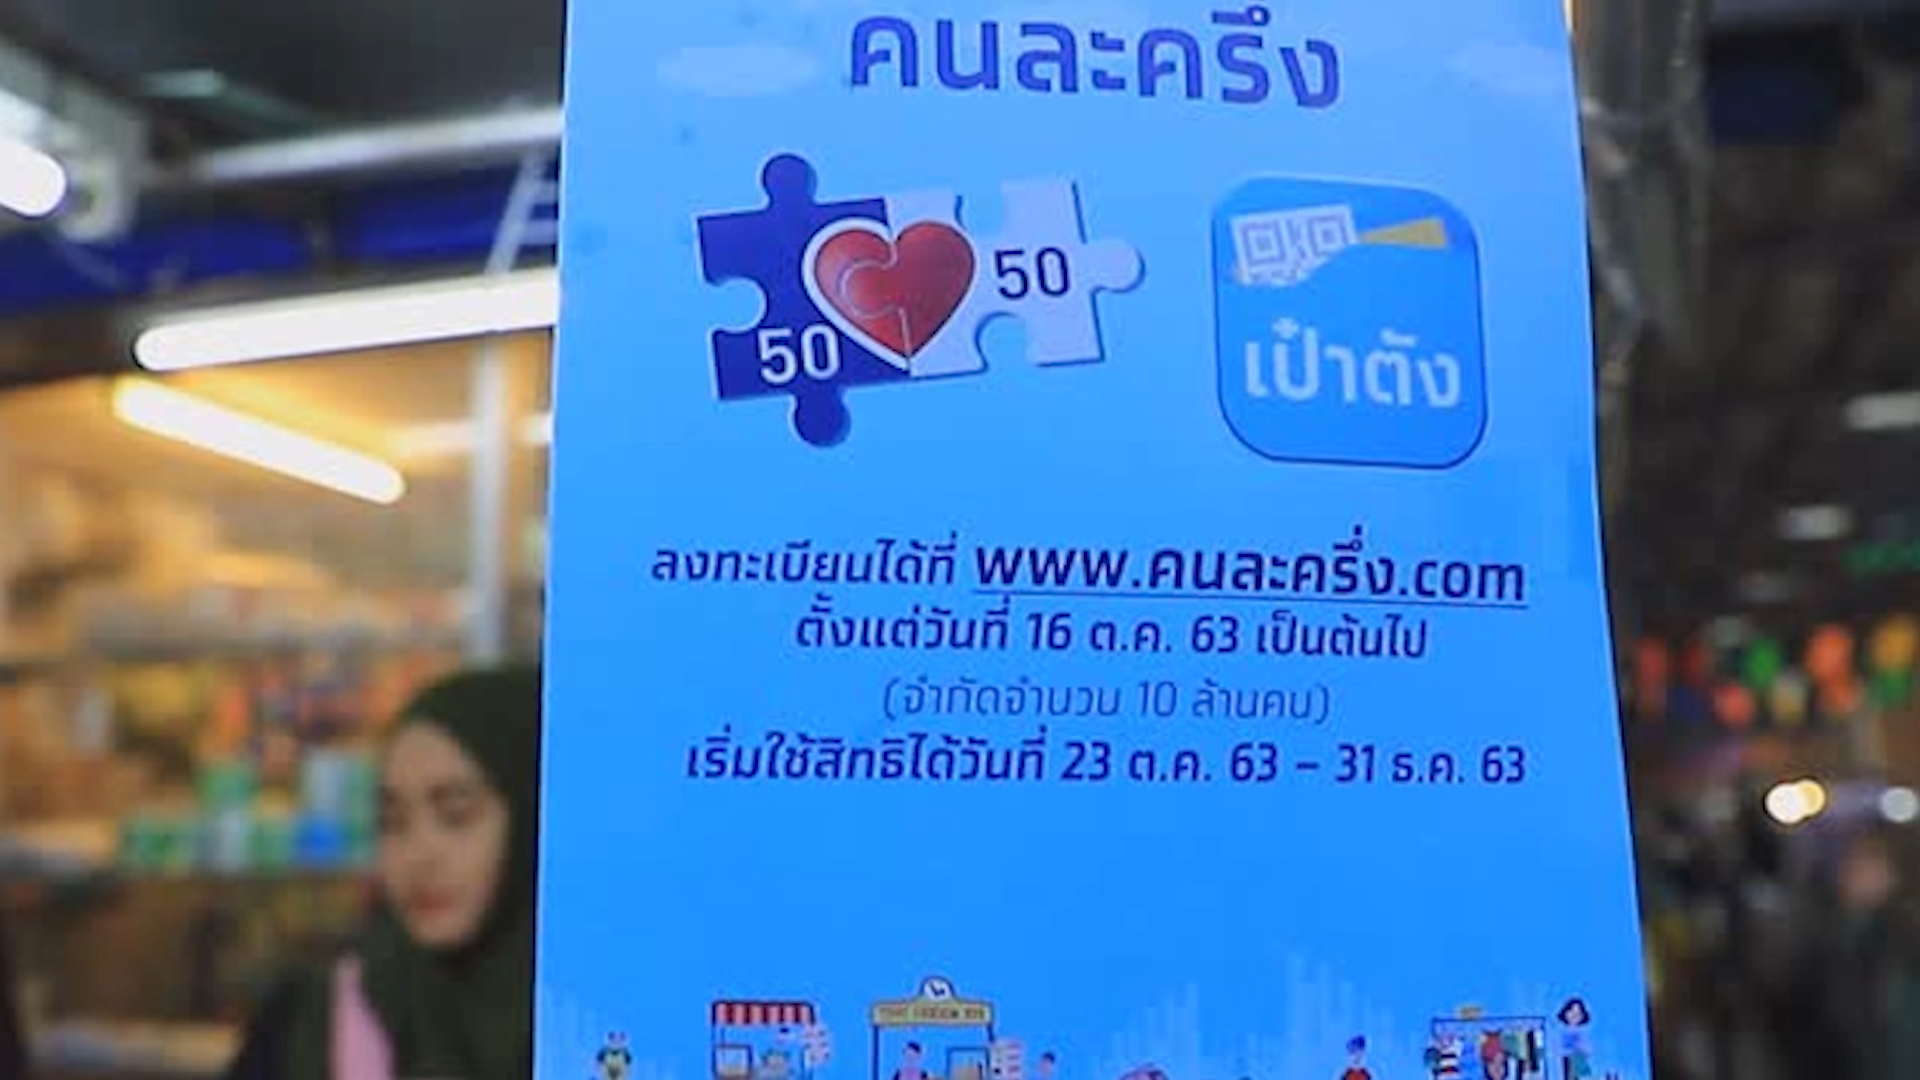 คนละครึ่ง
50
50
เป๋าตัง
ลงทะเบียนได้ที่ www.คนละครึ่ง.com
ตั้งแต่วันที่ 16 ต.ค. 63 เป็นต้นไป
(จำกัดจำนวน 10 ล้านคน)
เริ่มใช้สิทธิได้วันที่ 23 ต.ค. 63 – 31 ธ.ค. 63